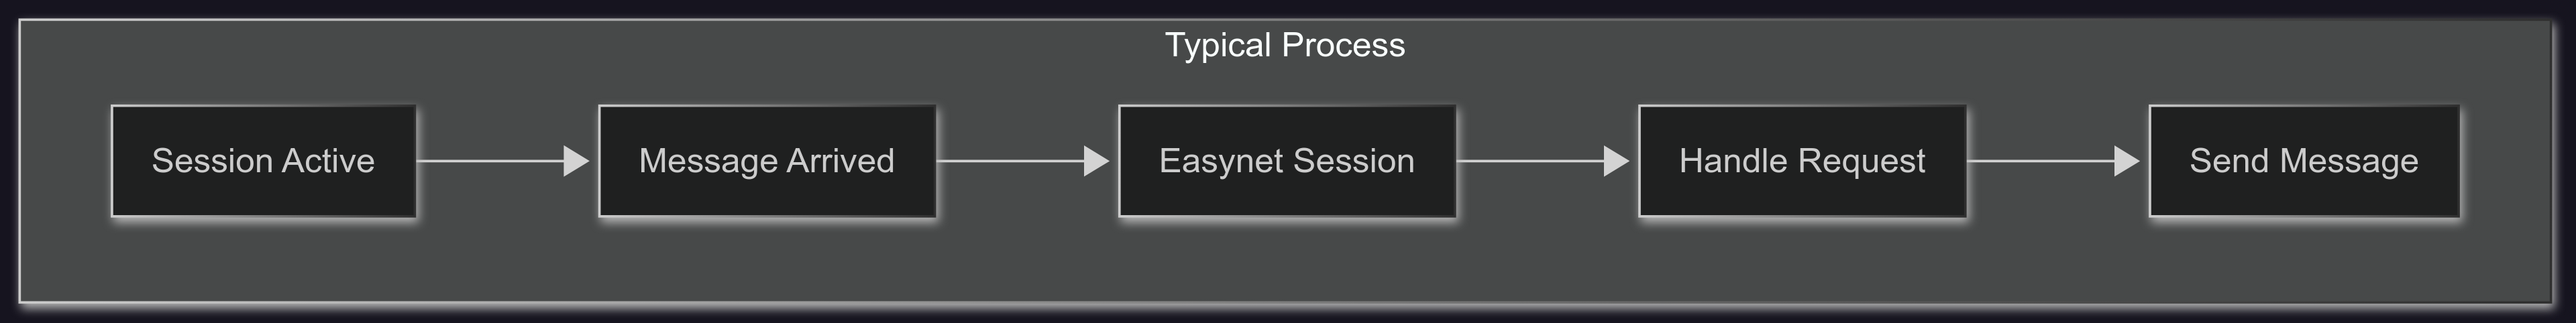 Typical Process
Session Active
Message Arrived
Easynet Session
Handle Request
Send Message